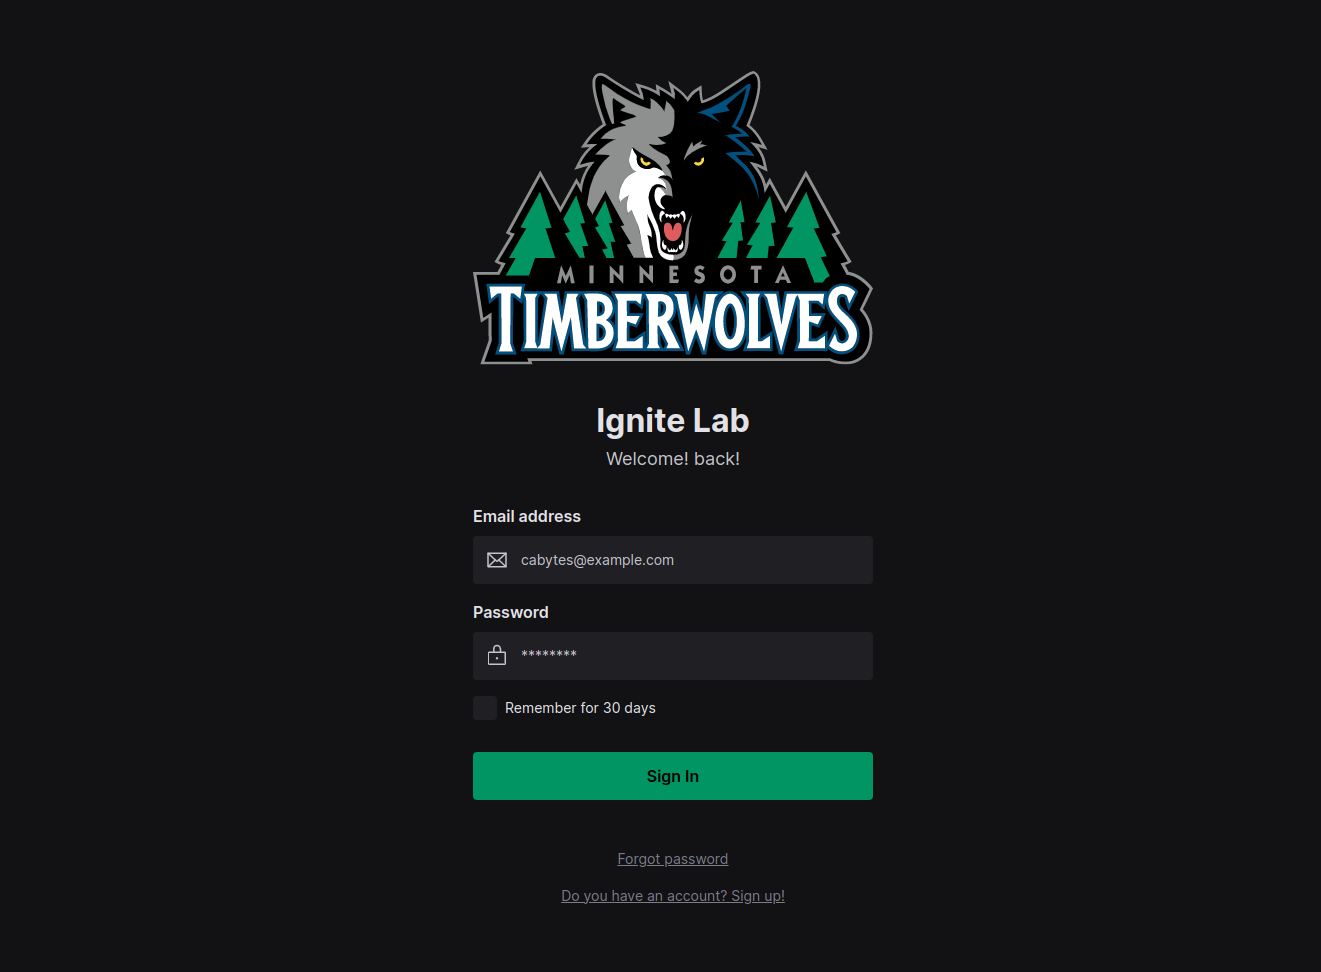 MINNESOTA
TIMBERWOLVES
Ignite Lab
Welcome! back!
Email address
cabytes@example.com
Password
********
Remember for 30 days
Sign In
Forgot password
Do you have an account? Sign up!